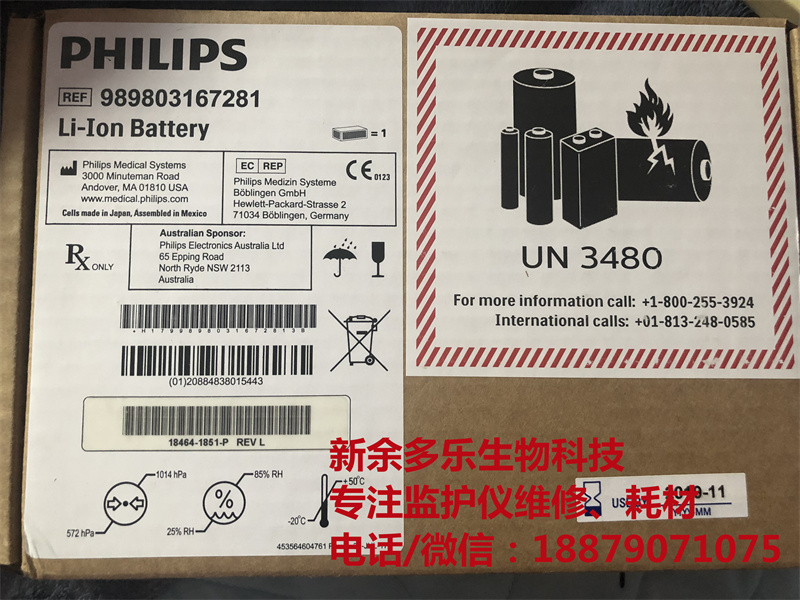 PHILIPS
REF 989803167281
Li-Ion Battery
= 1
Philips Medical Systems
3000 Minuteman Road
Andover, MA 01810 USA
www.medical.philips.com
Cells made in Japan, Assembled in Mexico
EC REP
Philips Medizin Systeme
Böblingen GmbH
Hewlett-Packard-Strasse 2
71034 Böblingen, Germany
CE 0123
Rx ONLY
Australian Sponsor:
Philips Electronics Australia Ltd
65 Epping Road
North Ryde NSW 2113
Australia
+H17998980316728138
(01)20884838015443
18464-1851-P REV L
1014 hPa
572 hPa
%
85% RH
25% RH
+50°C
-20°C
453564604761
UN 3480
For more information call: +1-800-255-3924
International calls: +01-813-248-0585
新余多乐生物科技
专注监护仪维修、耗材
电话/微信：18879071075